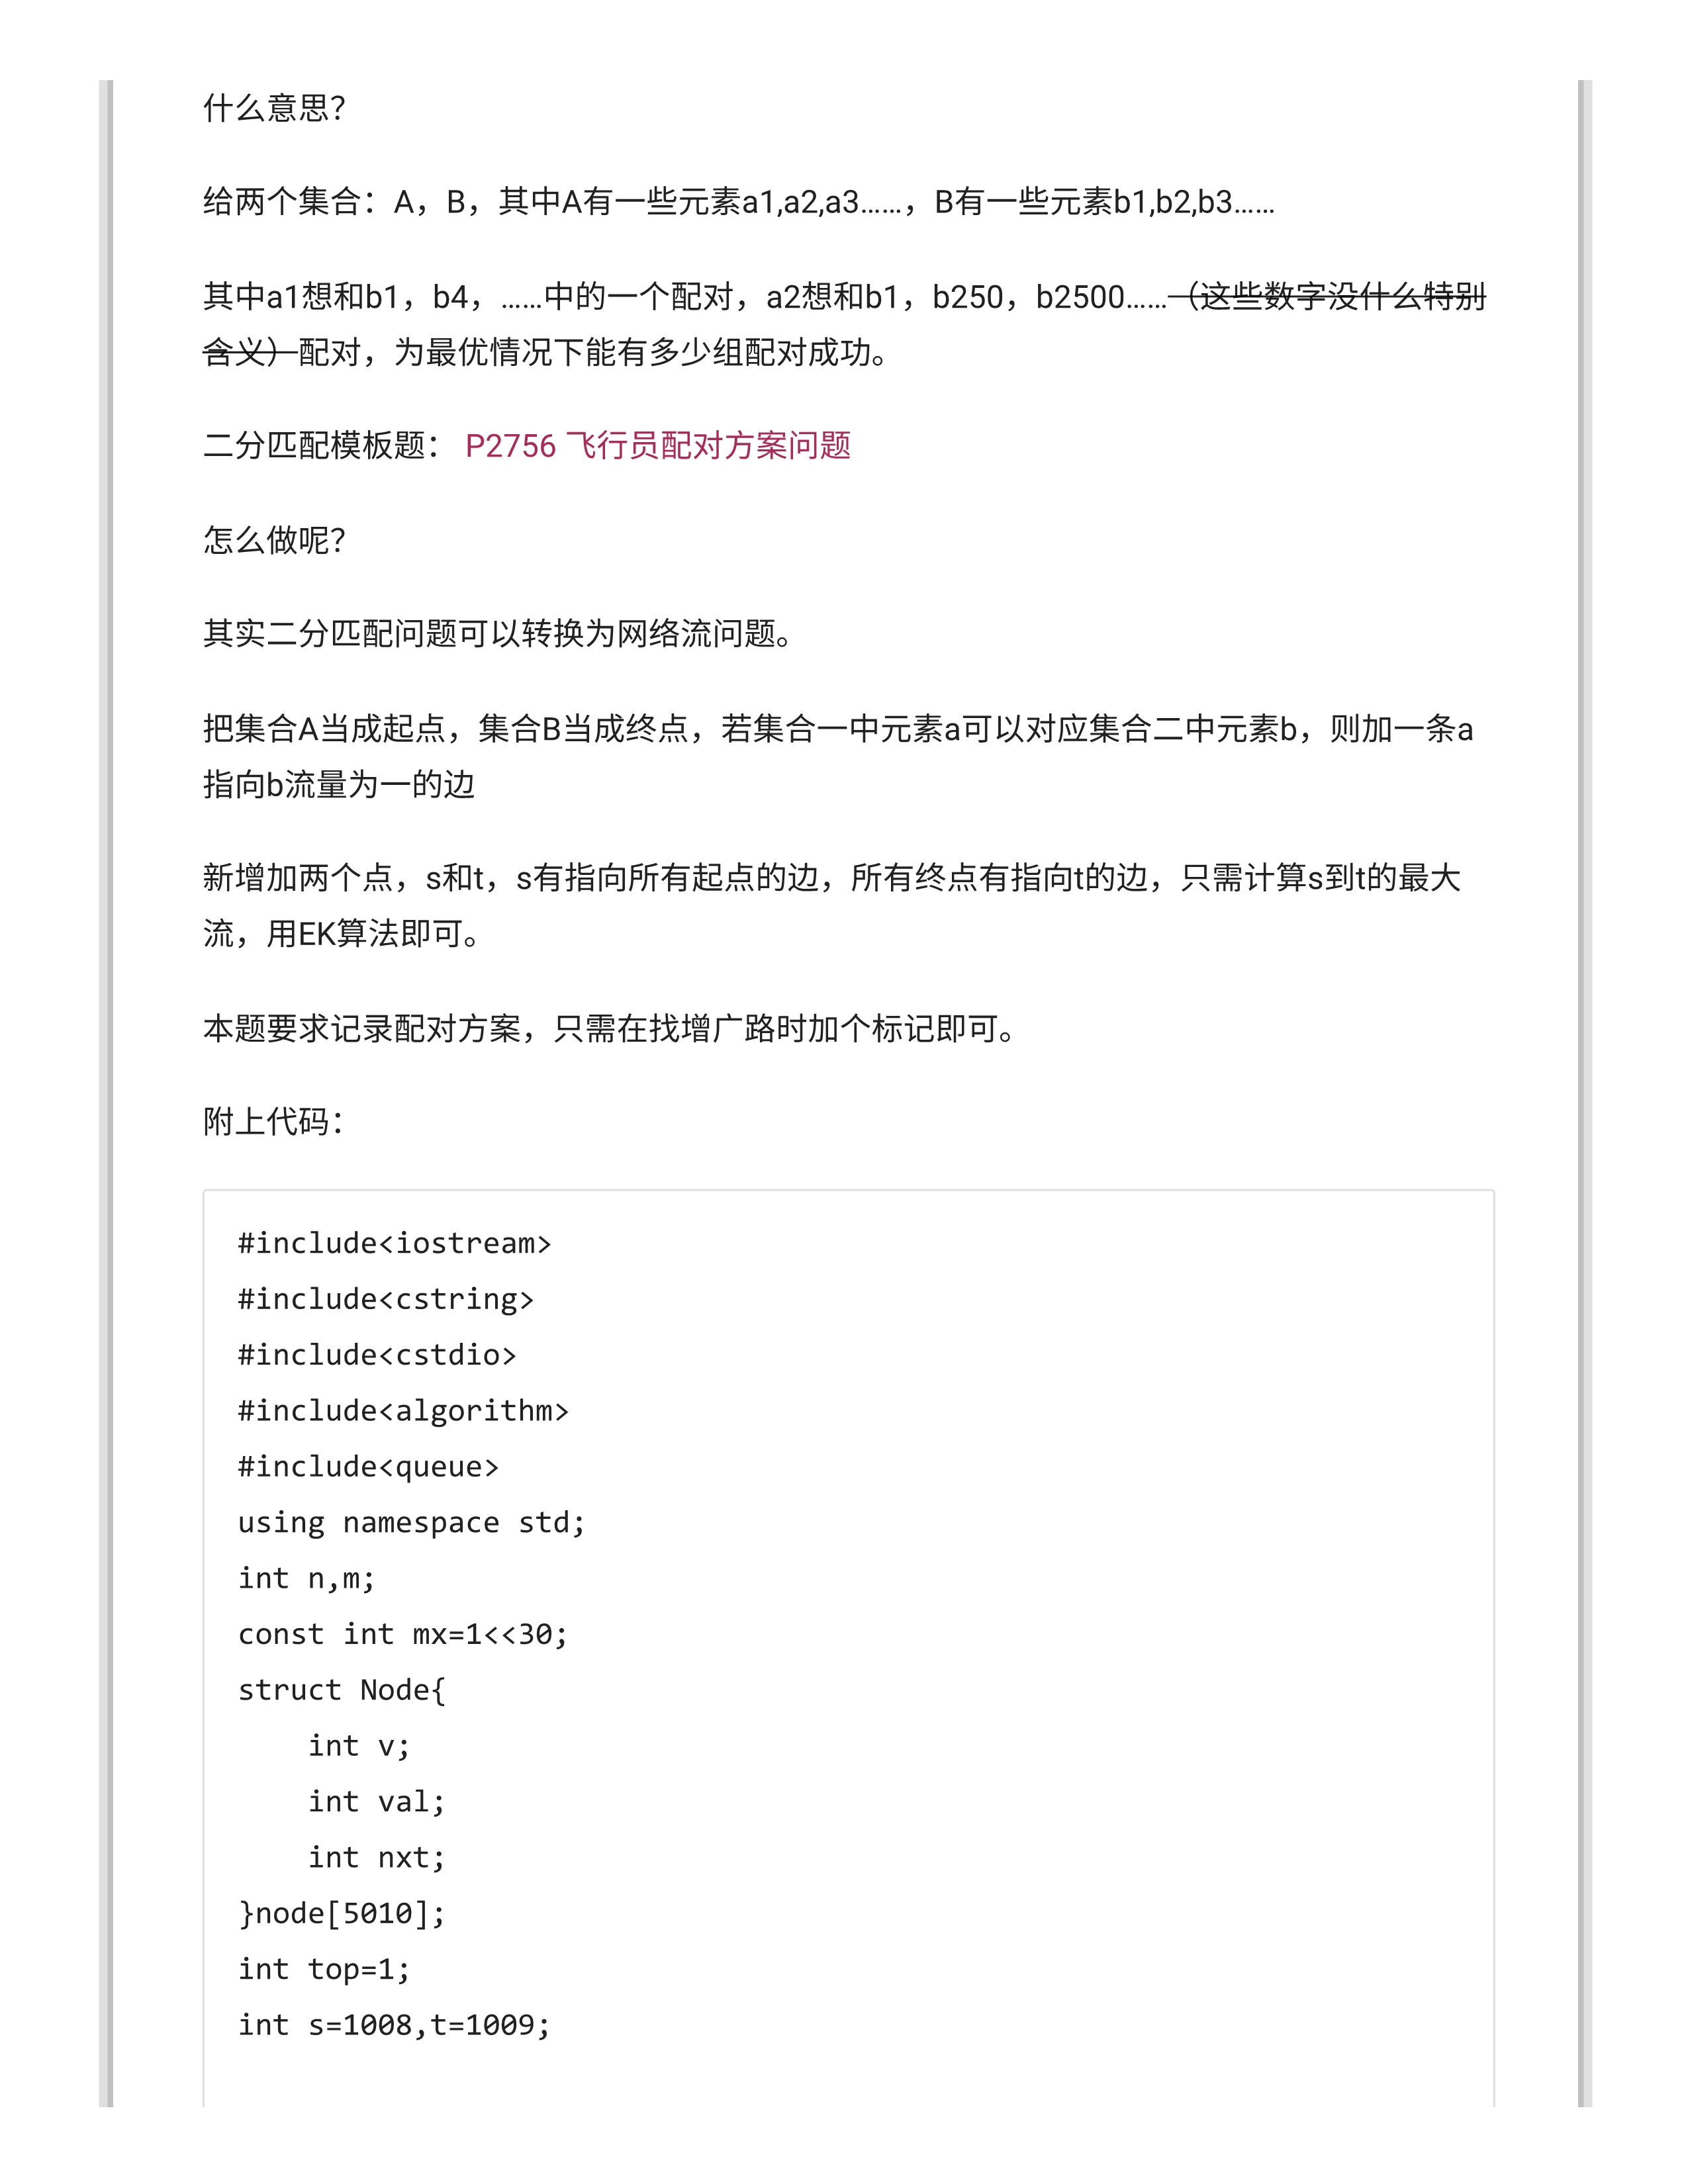 什么意思？
给两个集合：A，B，其中A有一些元素a1,a2,a3……，B有一些元素b1,b2,b3……
其中a1想和b1，b4，……中的一个配对，a2想和b1，b250，b2500……（这些数字没什么特别
含义）配对，为最优情况下能有多少组配对成功。
二分匹配模板题： P2756 飞行员配对方案问题
怎么做呢？
其实二分匹配问题可以转换为网络流问题。
把集合A当成起点，集合B当成终点，若集合一中元素a可以对应集合二中元素b，则加一条a
指向b流量为一的边
新增加两个点，s和t，s有指向所有起点的边，所有终点有指向t的边，只需计算s到t的最大
流，用EK算法即可。
本题要求记录配对方案，只需在找增广路时加个标记即可。
附上代码：
#include<iostream>
#include<cstring>
#include<cstdio>
#include<algorithm>
#include<queue>
using namespace std;
int n,m;
const int mx=1<<30;
struct Node{
    int v;
    int val;
    int nxt;
}node[5010];
int top=1;
int s=1008,t=1009;